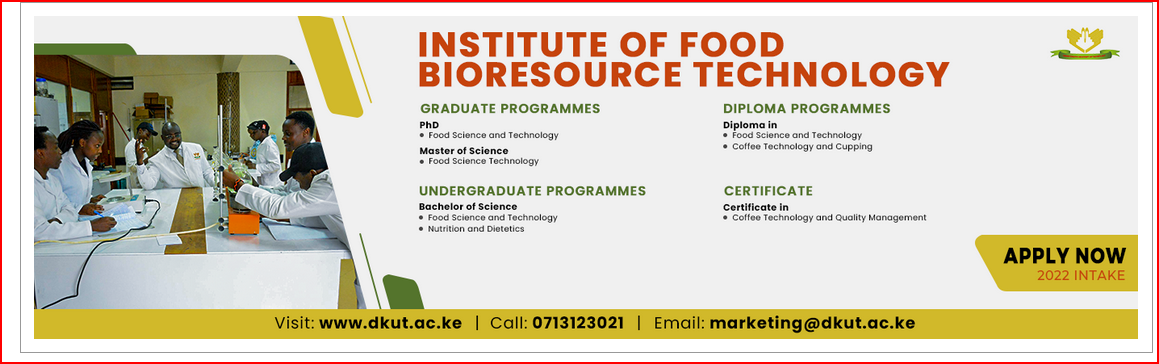 INSTITUTE OF FOOD
BIORESOURCE TECHNOLOGY
GRADUATE PROGRAMMES
PhD
• Food Science and Technology
Master of Science
• Food Science Technology
UNDERGRADUATE PROGRAMMES
Bachelor of Science
• Food Science and Technology
• Nutrition and Dietetics
DIPLOMA PROGRAMMES
Diploma in
• Food Science and Technology
• Coffee Technology and Cupping
CERTIFICATE
Certificate in
• Coffee Technology and Quality Management
APPLY NOW
2022 INTAKE
Visit: www.dkut.ac.ke | Call: 0713123021 | Email: marketing@dkut.ac.ke